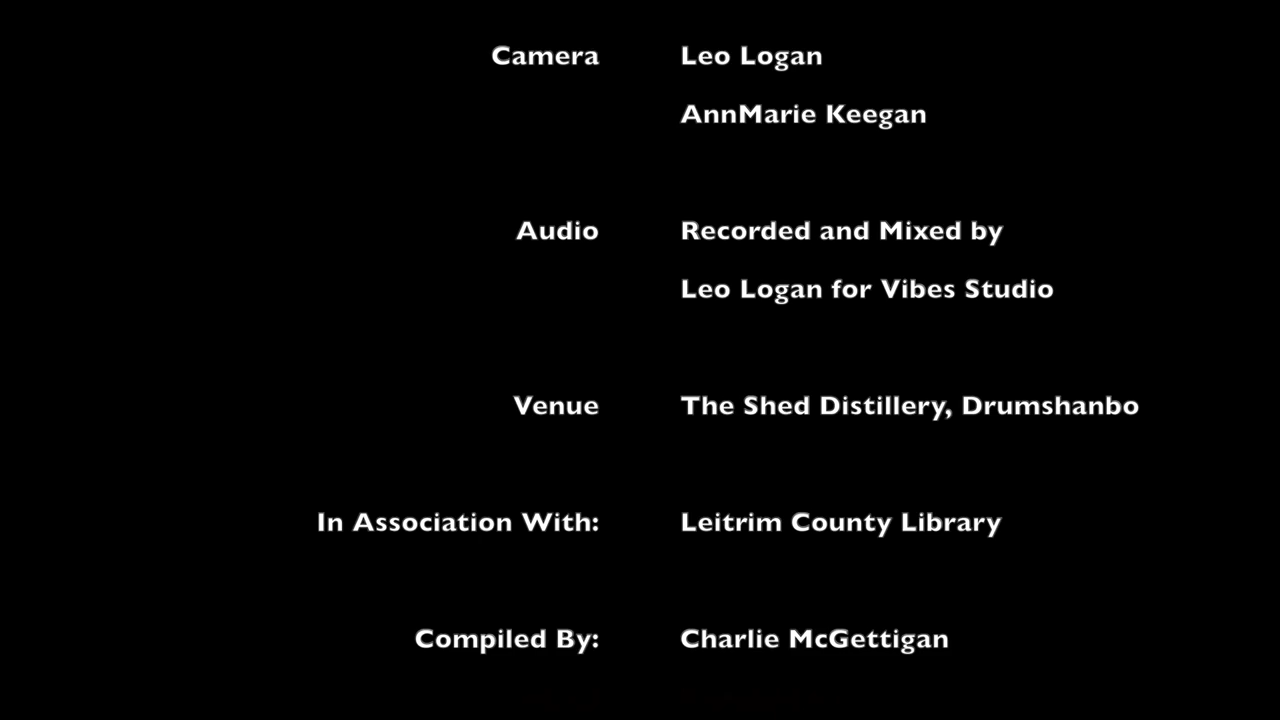 Camera Leo Logan
AnnMarie Keegan
Audio Recorded and Mixed by
Leo Logan for Vibes Studio
Venue The Shed Distillery, Drumshanbo
In Association With: Leitrim County Library
Compiled By: Charlie McGettigan